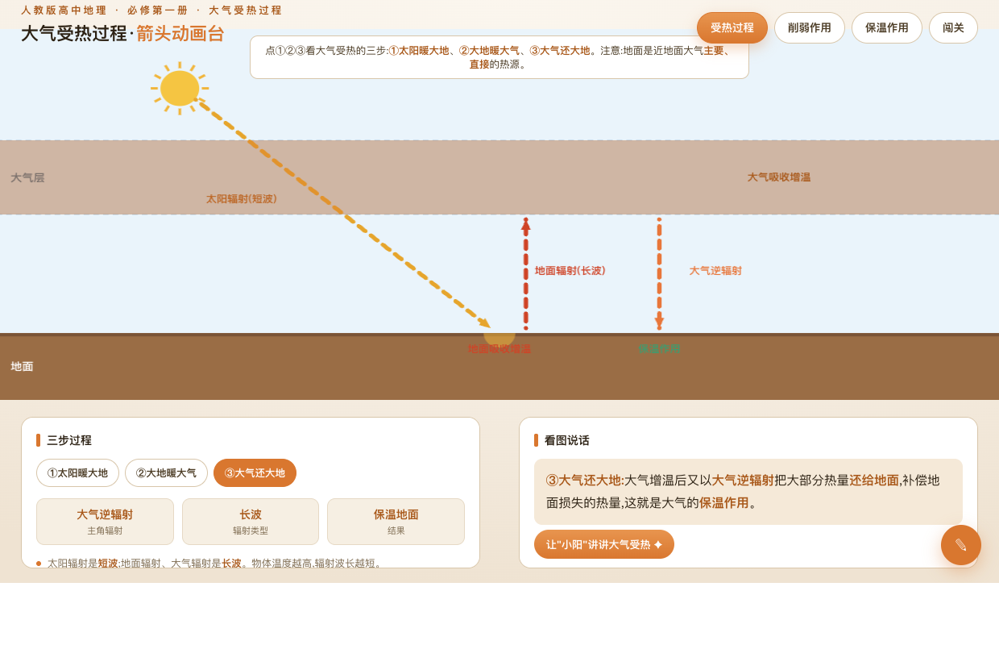 人教版高中地理 · 必修第一册 · 大气受热过程
大气受热过·箭头动画台
受热过程
削弱作用
保温作用
闯关
点①②③看大气受热的三步:①太阳暖大地、②大地暖大气、③大气还大地。注意:地面是近地面大气主要、
直接的热源。
大气层
大气吸收增温
太阳辐射(短波)
地面辐射(长波)
大气逆辐射
地面吸收增温
保温作用
地面
三步过程
①太阳暖大地
②大地暖大气
③大气还大地
大气逆辐射
主角辐射
长波
辐射类型
保温地面
结果
太阳辐射是短波;地面辐射、大气辐射是长波。物体温度越高,辐射波长越短。
看图说话
③大气还大地:大气增温后又以大气逆辐射把大部分热量还给地面,补偿地
面损失的热量,这就是大气的保温作用。
让"小阳"讲讲大气受热 ✦
✎